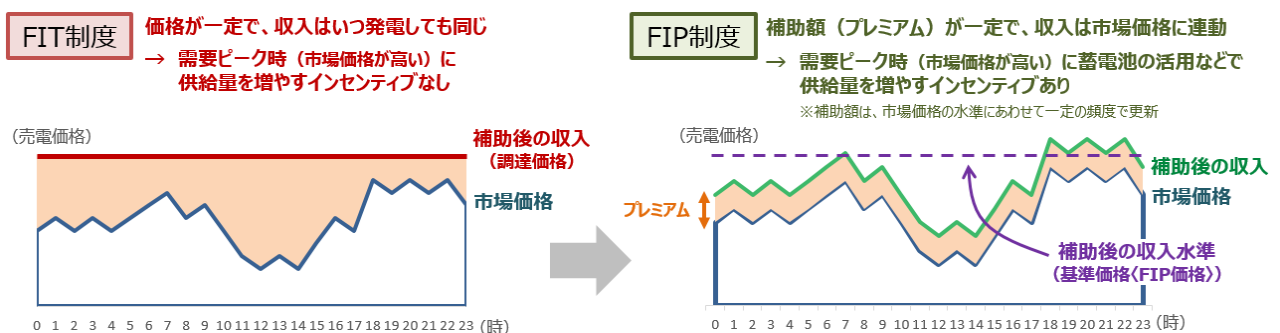 FIT制度
価格が一定で、収入はいつ発電しても同じ
→ 需要ピーク時(市場価格が高い)に
供給量を増やすインセンティブなし
(売電価格)
補助後の収入
(調達価格)
市場価格
0 1 2 3 4 5 6 7 8 9 10 11 12 13 14 15 16 17 18 19 20 21 22 23 (時)
FIP制度
補助額(プレミアム)が一定で、収入は市場価格に連動
→ 需要ピーク時(市場価格が高い)に蓄電池の活用などで
供給量を増やすインセンティブあり
※補助額は、市場価格の水準にあわせて一定の頻度で更新
(売電価格)
補助後の収入
市場価格
プレミアム
補助後の収入水準
(基準価格〈FIP価格〉)
0 1 2 3 4 5 6 7 8 9 10 11 12 13 14 15 16 17 18 19 20 21 22 23 (時)